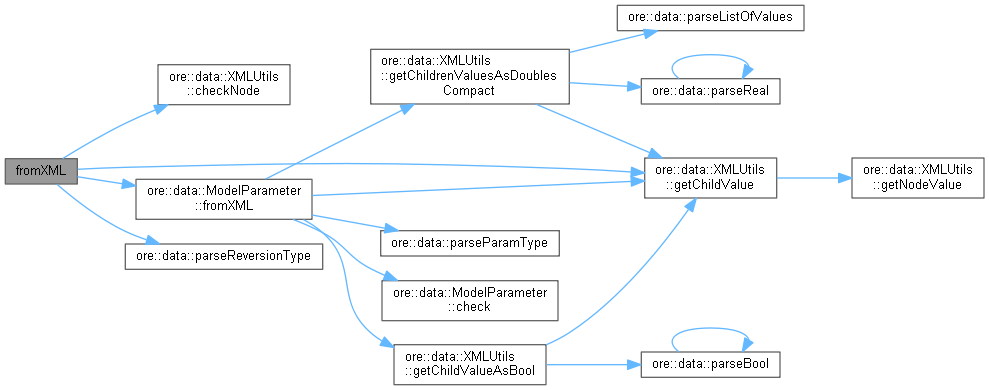 fromXML
ore::data::XMLUtils
::checkNode
ore::data::ModelParameter
::fromXML
ore::data::parseReversionType
ore::data::XMLUtils
::getChildrenValuesAsDoubles
Compact
ore::data::parseParamType
ore::data::ModelParameter
::check
ore::data::XMLUtils
::getChildValueAsBool
ore::data::parseListOfValues
ore::data::parseReal
ore::data::XMLUtils
::getChildValue
ore::data::parseBool
ore::data::XMLUtils
::getNodeValue